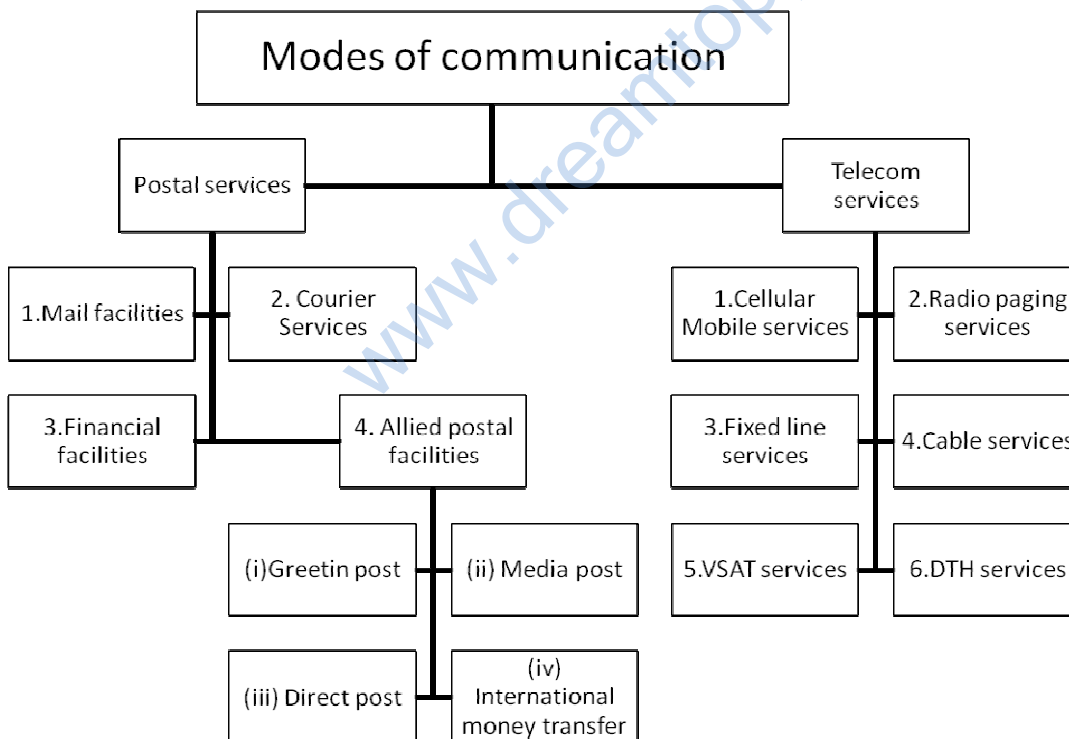 Modes of communication
Postal services
Telecom
services
1.Mail facilities
2. Courier
Services
1.Cellular
Mobile services
2.Radio paging
services
3.Financial
facilities
4. Allied postal
facilities
3.Fixed line
services
4.Cable services
(i)Greetin post
(ii) Media post
5.VSAT services
6.DTH services
(iii) Direct post
(iv)
International
money transfer